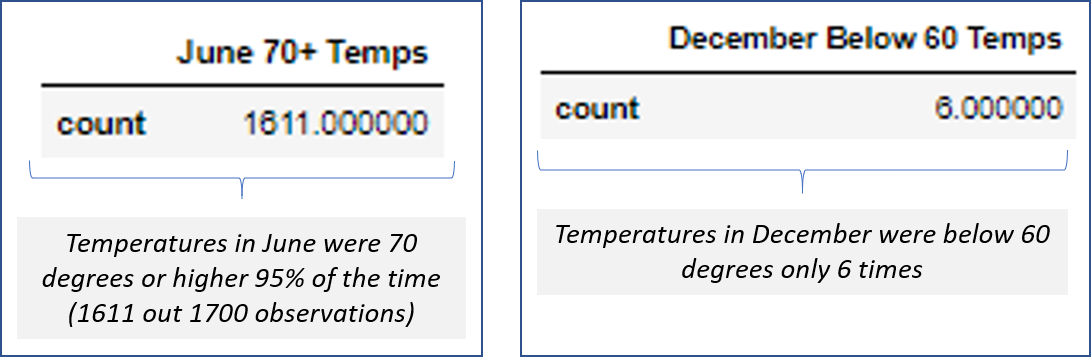 June 70+ Temps
count 1611.000000
Temperatures in June were 70
degrees or higher 95% of the time
(1611 out 1700 observations)
December Below 60 Temps
count 6.000000
Temperatures in December were below 60
degrees only 6 times